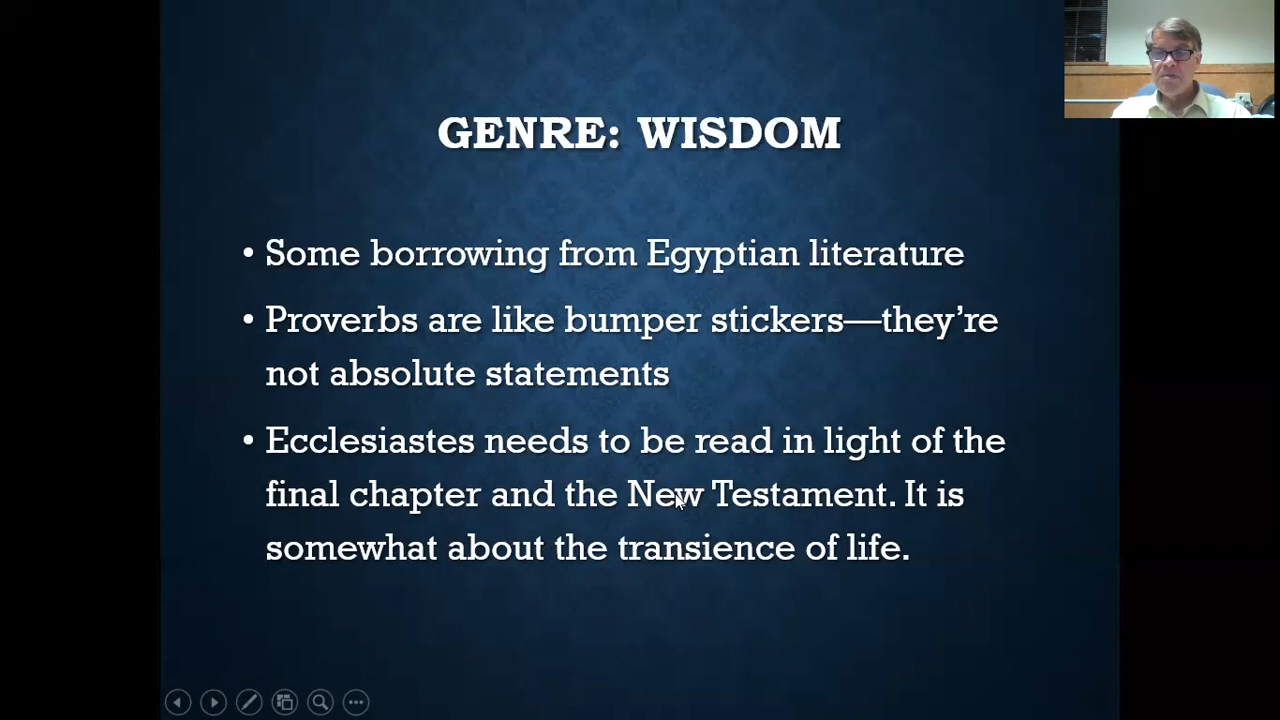 GENRE: WISDOM
• Some borrowing from Egyptian literature
• Proverbs are like bumper stickers—they’re
not absolute statements
• Ecclesiastes needs to be read in light of the
final chapter and the New Testament. It is
somewhat about the transience of life.